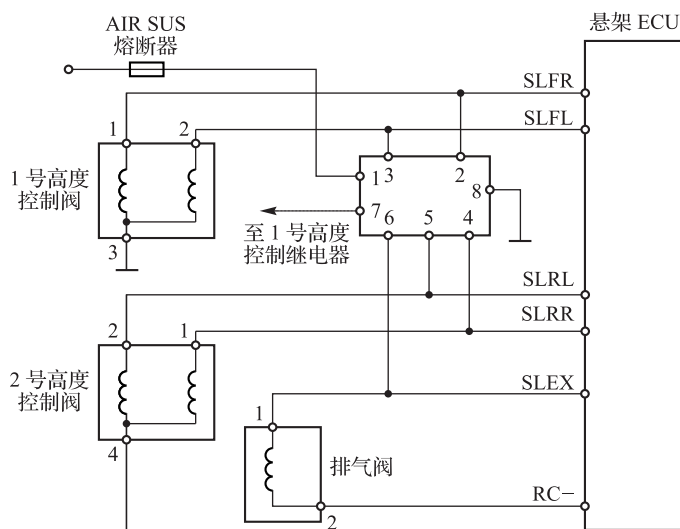 悬架 ECU
AIR SUS
熔断器
SLFR
SLFL
1 2
1 号高度
控制阀
3
1 3 2
8
7 6 5 4
至 1 号高度
控制继电器
SLRL
SLRR
2 1
2 号高度
控制阀
4
SLEX
1
排气阀
RC−
2